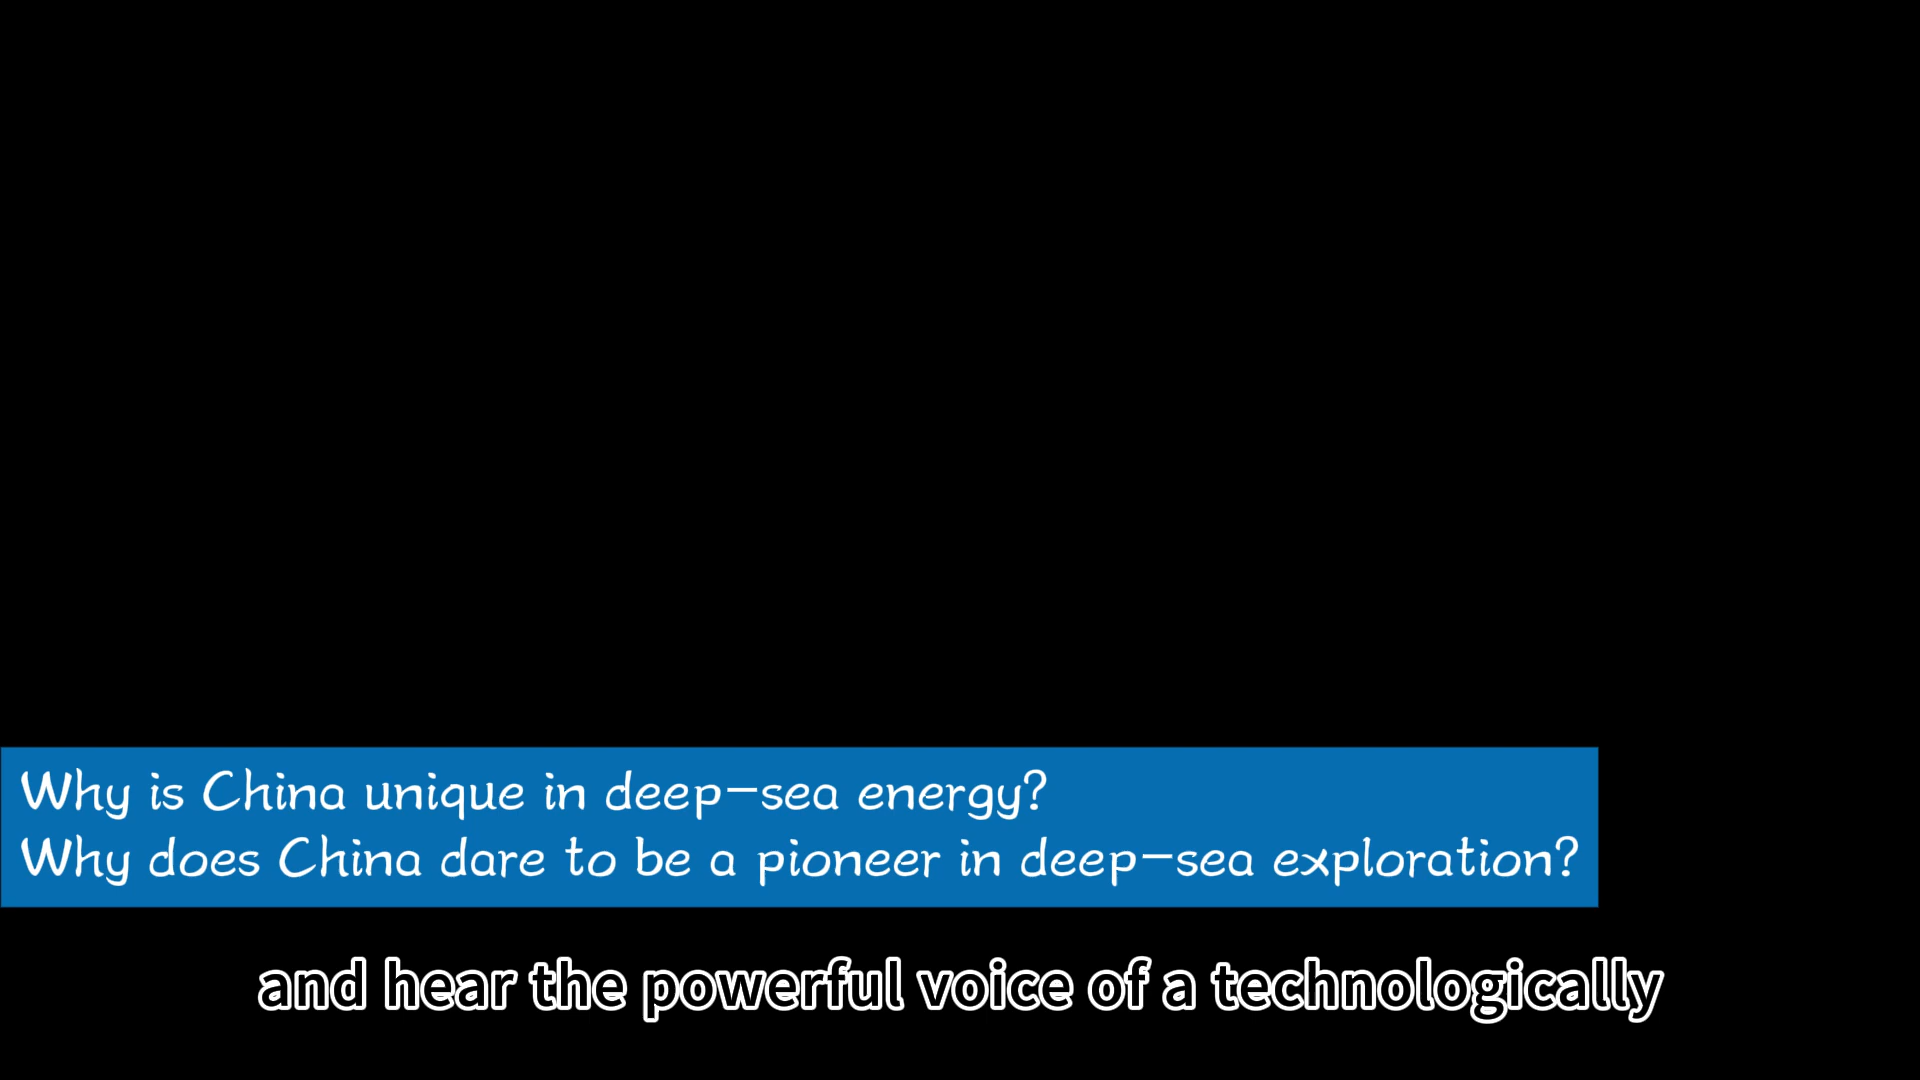 Why is China unique in deep-sea energy?
Why does China dare to be a pioneer in deep-sea exploration?
and hear the powerful voice of a technologically